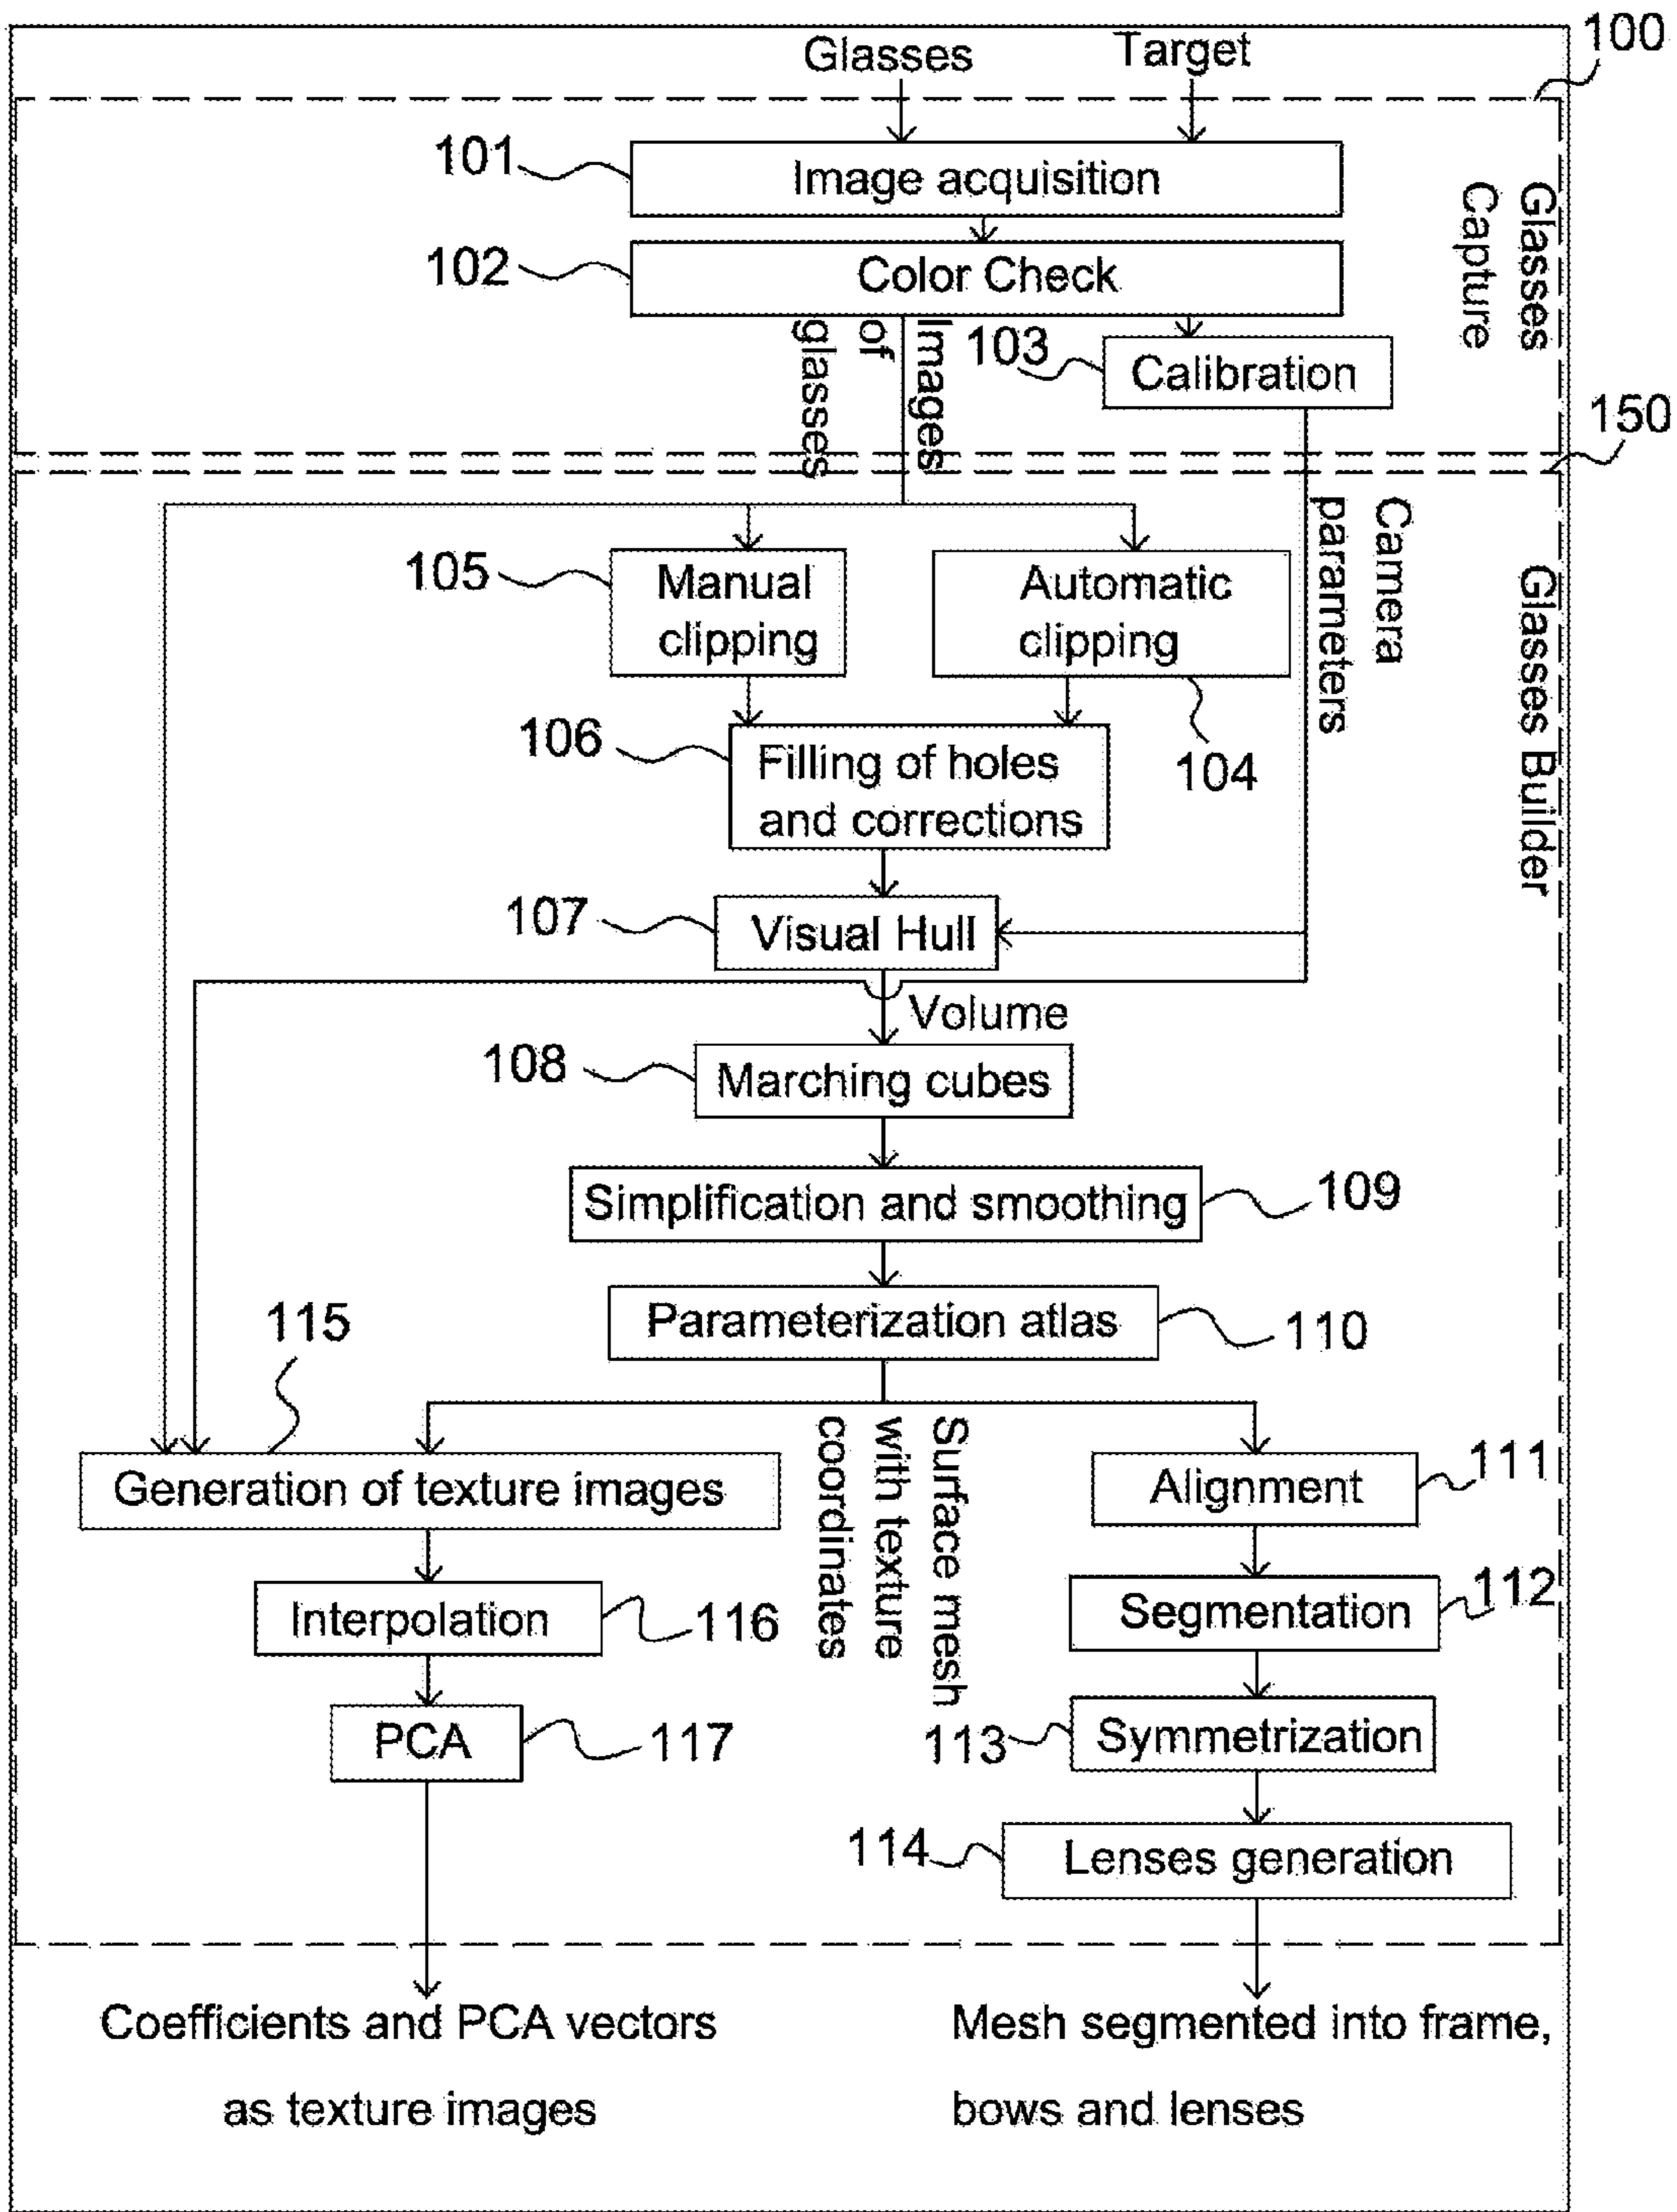 100
Glasses
Target
101
Image acquisition
Glasses
Capture
102
Color Check
Images
of
glasses
103
Calibration
150
Camera
parameters
Glasses Builder
105
Manual
clipping
Automatic
clipping
104
106
Filling of holes
and corrections
107
Visual Hull
Volume
108
Marching cubes
Simplification and smoothing
109
Parameterization atlas
110
115
Surface mesh
with texture
coordinates
Generation of texture images
Alignment
111
Interpolation
116
Segmentation
112
PCA
117
113
Symmetrization
114
Lenses generation
Coefficients and PCA vectors
as texture images
Mesh segmented into frame,
bows and lenses